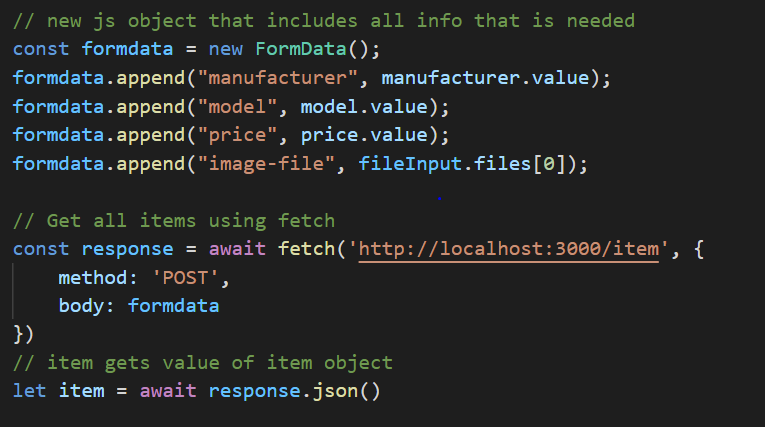 // new js object that includes all info that is needed
const formdata = new FormData();
formdata.append("manufacturer", manufacturer.value);
formdata.append("model", model.value);
formdata.append("price", price.value);
formdata.append("image-file", fileInput.files[0]);
// Get all items using fetch
const response = await fetch('http://localhost:3000/item', {
    method: 'POST',
    body: formdata
})
// item gets value of item object
let item = await response.json()